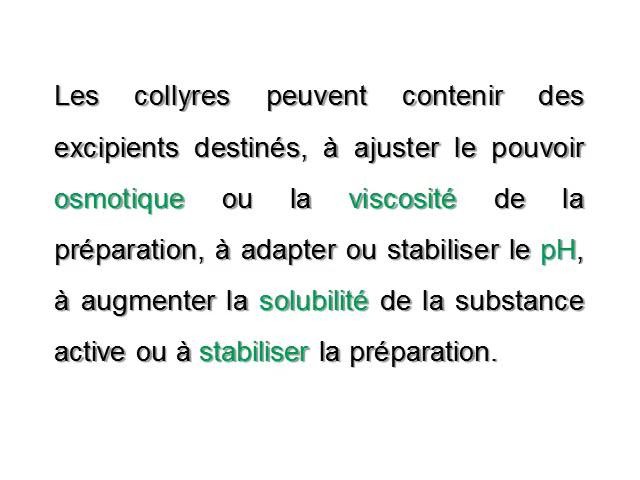 Les collyres peuvent contenir des
excipients destinés, à ajuster le pouvoir
osmotique ou la viscosité de la
préparation, à adapter ou stabiliser le pH,
à augmenter la solubilité de la substance
active ou à stabiliser la préparation.